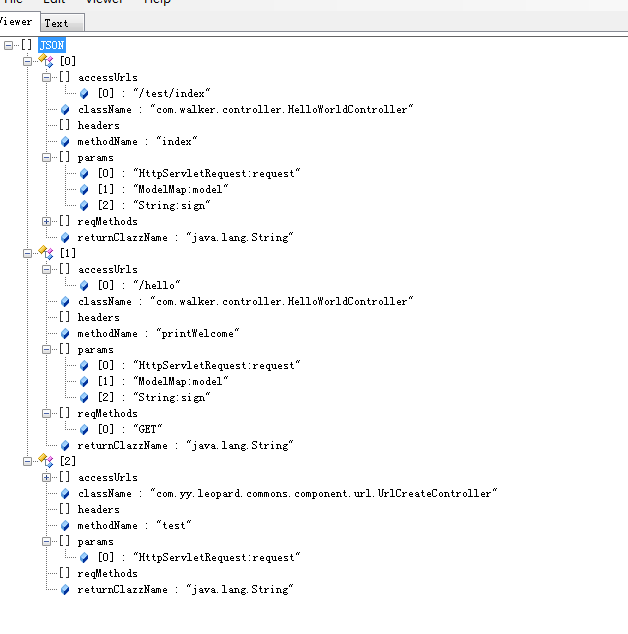 File Edit Viewer Help
Viewer Text
[] JSON
[0]
[] accessUrls
[0] : "/test/index"
className : "com.walker.controller.HelloWorldController"
[] headers
methodName : "index"
[] params
[0] : "HttpServletRequest:request"
[1] : "ModelMap:model"
[2] : "String:sign"
[] reqMethods
returnClazzName : "java.lang.String"
[1]
[] accessUrls
[0] : "/hello"
className : "com.walker.controller.HelloWorldController"
[] headers
methodName : "printWelcome"
[] params
[0] : "HttpServletRequest:request"
[1] : "ModelMap:model"
[2] : "String:sign"
[] reqMethods
[0] : "GET"
returnClazzName : "java.lang.String"
[2]
[] accessUrls
className : "com.yy.leopard.commons.component.url.UrlCreateController"
[] headers
methodName : "test"
[] params
[0] : "HttpServletRequest:request"
[] reqMethods
returnClazzName : "java.lang.String"